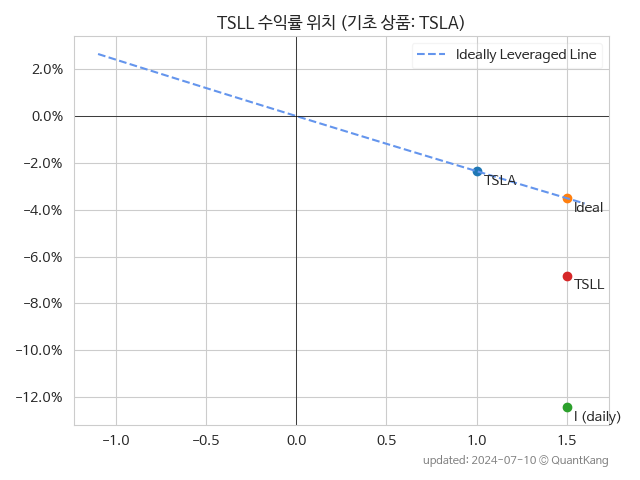 TSLL 수익률 위치 (기초 상품: TSLA)
Ideally Leveraged Line
2.0%
0.0%
−2.0%
−4.0%
−6.0%
−8.0%
−10.0%
−12.0%
TSLA
Ideal
TSLL
I (daily)
−1.0
−0.5
0.0
0.5
1.0
1.5
updated: 2024-07-10 © QuantKang